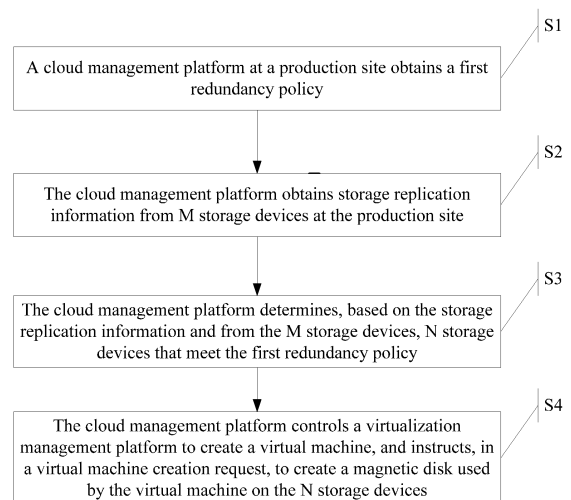 S1
A cloud management platform at a production site obtains a first
redundancy policy
S2
The cloud management platform obtains storage replication
information from M storage devices at the production site
S3
The cloud management platform determines, based on the storage
replication information and from the M storage devices, N storage
devices that meet the first redundancy policy
S4
The cloud management platform controls a virtualization
management platform to create a virtual machine, and instructs, in
a virtual machine creation request, to create a magnetic disk used
by the virtual machine on the N storage devices